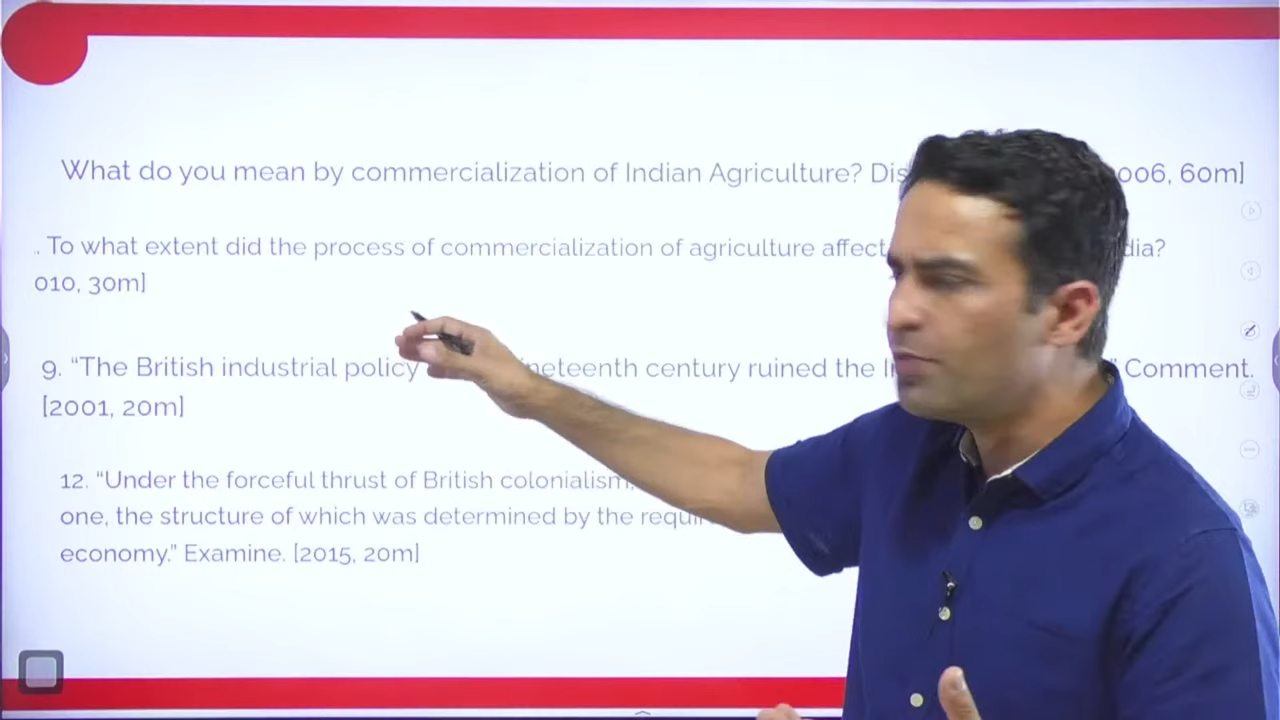 What do you mean by commercialization of Indian Agriculture? 006, 60m]
.. To what extent did the process of commercialization of agriculture affect
010, 30m]
9. “The British industrial policy neteenth century ruined the Comment.
[2001, 20m]
12. “Under the forceful thrust of British colonialism,
one, the structure of which was determined by the
economy.” Examine. [2015, 20m]